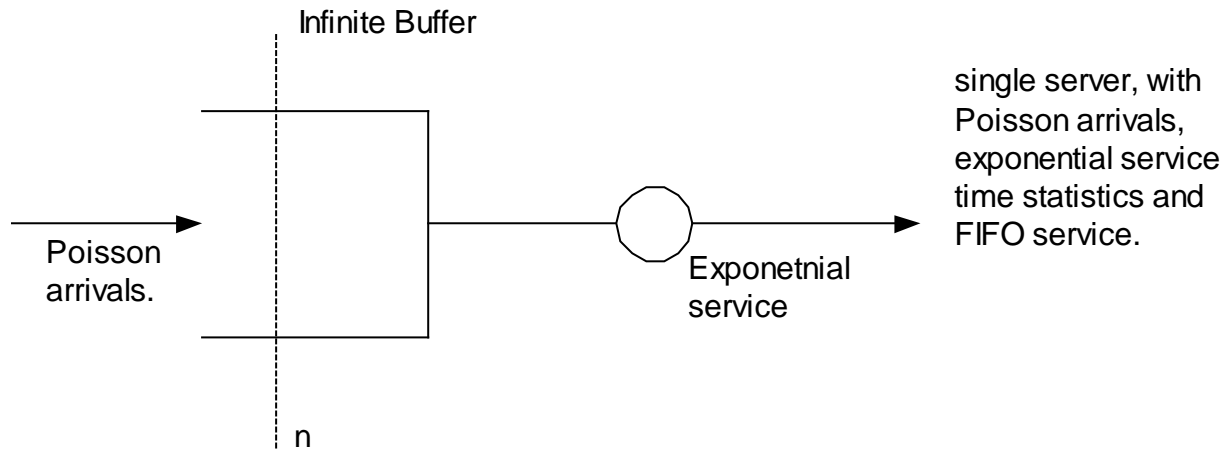 Infinite Buffer
single server, with
Poisson arrivals,
exponential service
time statistics and
FIFO service.
Poisson
arrivals.
Exponetnial
service
n